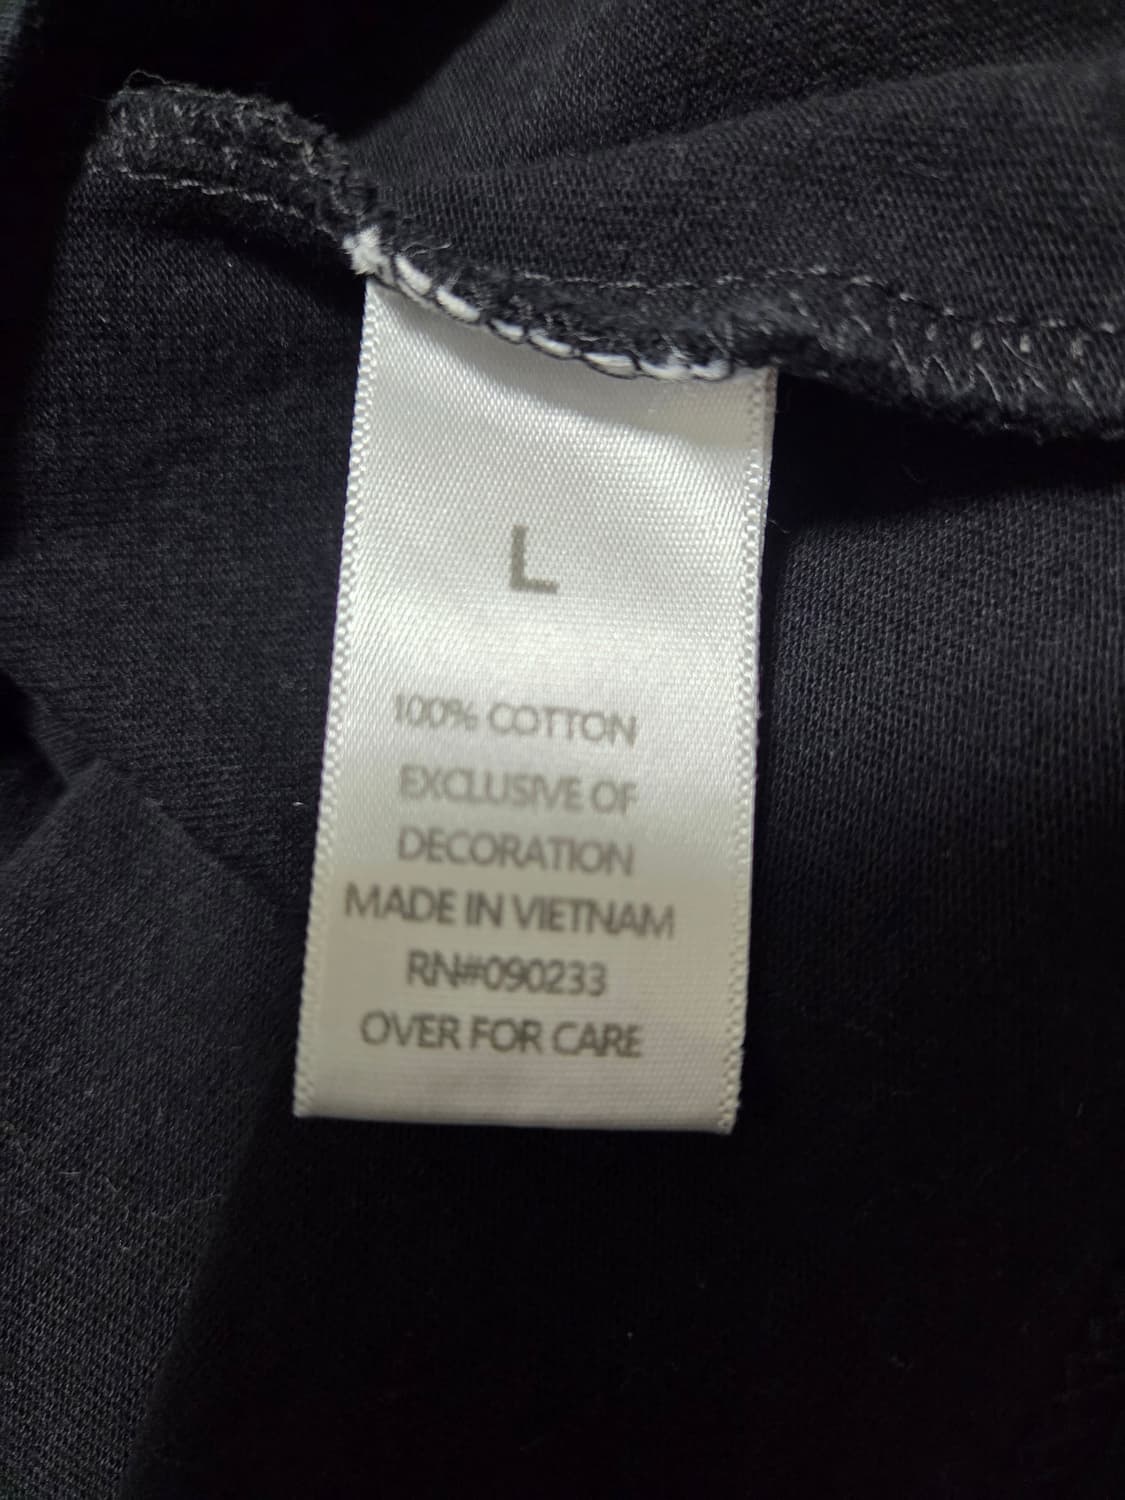 L
100% COTTON
EXCLUSIVE OF
DECORATION
MADE IN VIETNAM
RN#090233
OVER FOR CARE